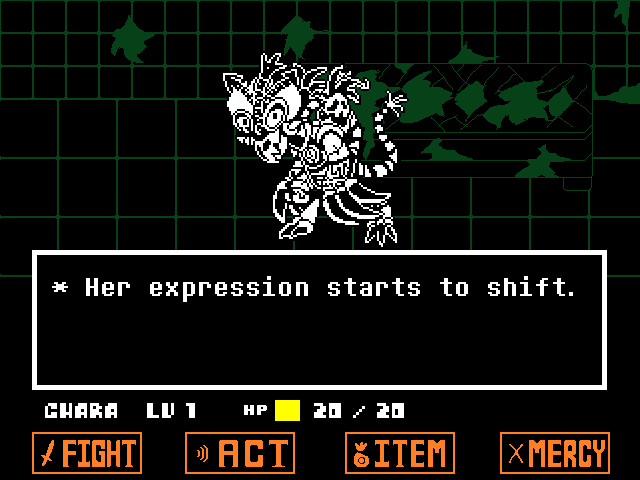 * Her expression starts to shift.
CHARA LV 1 HP 20 / 20
FIGHT ACT ITEM MERCY